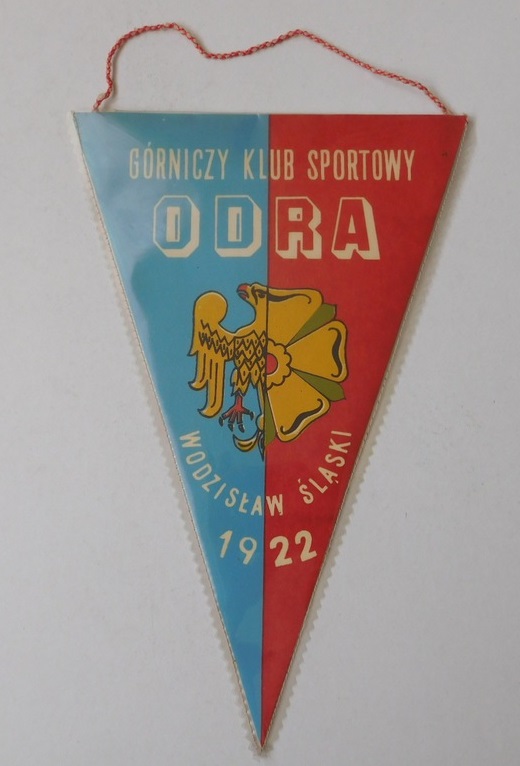 GÓRNICZY KLUB SPORTOWY
ODRA
WODZISŁAW ŚLĄSKI
1922